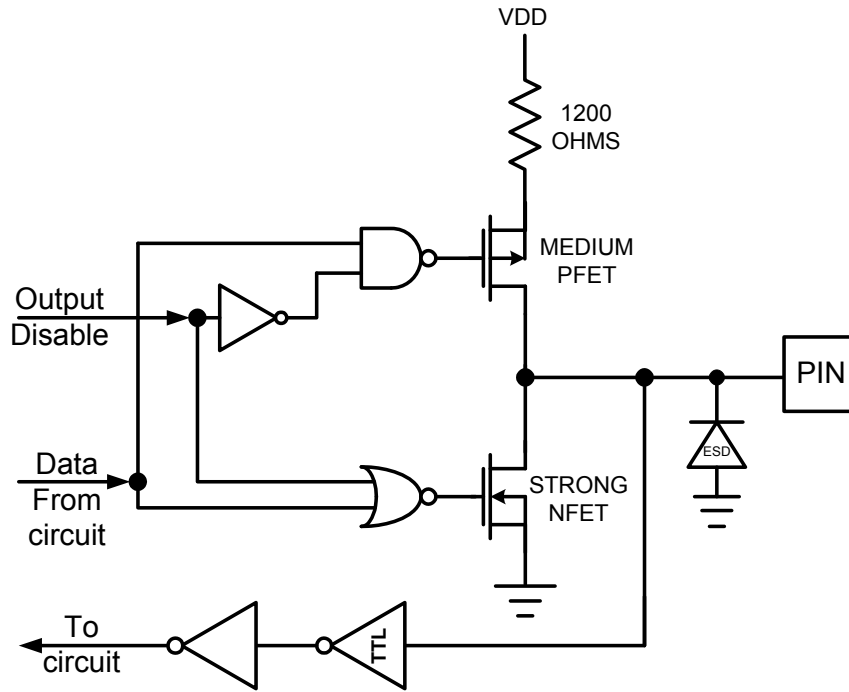 VDD
1200
OHMS
MEDIUM
PFET
Output
Disable
PIN
ESD
Data
From
circuit
STRONG
NFET
To
circuit
TTL